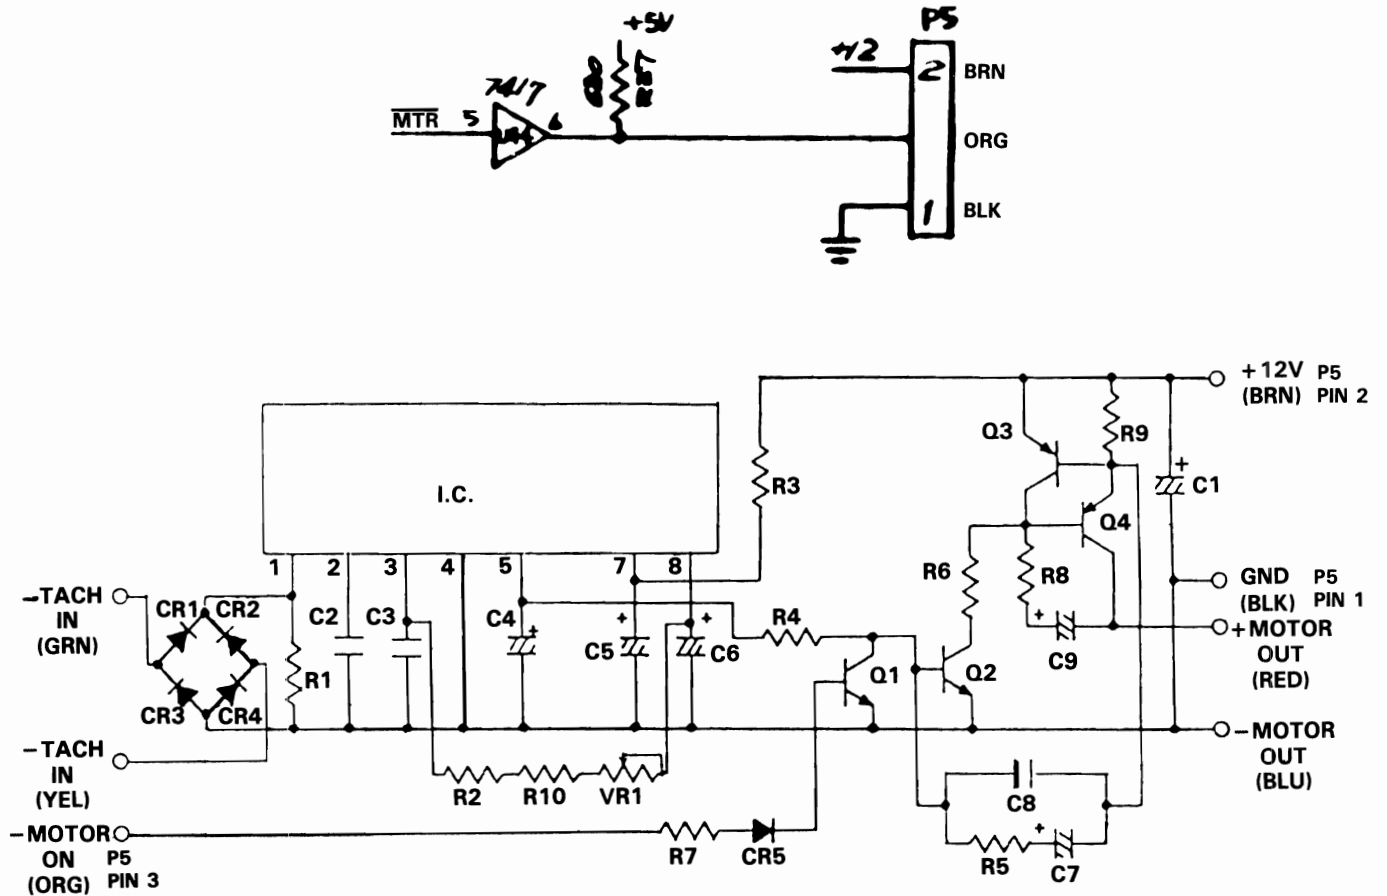 P5
+5V
+12
2 BRN
680
R87
7417
MTR 5 6
ORG
1 BLK
+12V P5
(BRN) PIN 2
Q3
R9
+
C1
R3
I.C.
Q4
1 2 3 4 5 7 8
R6
R8
GND P5
(BLK) PIN 1
-TACH
IN
(GRN)
CR1 CR2
C2
C3
C4
+
+
C5
+
C6
R4
+
C9
+MOTOR
OUT
(RED)
R1
Q1
Q2
CR3 CR4
-TACH
IN
(YEL)
-MOTOR
OUT
(BLU)
R2 R10 VR1
C8
-MOTOR
ON P5
(ORG) PIN 3
R7 CR5
R5
+
C7